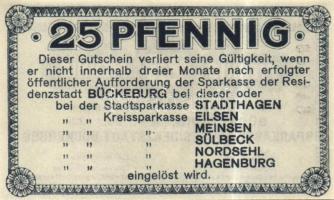 25 PFENNIG
Dieser Gutschein verliert seine Gültigkeit, wenn
er nicht innerhalb dreier Monate nach erfolgter
öffentlicher Aufforderung der Sparkasse der Resi-
denzstadt BÜCKEBURG bei dieser oder
bei der Stadtsparkasse STADTHAGEN
„ „ Kreissparkasse EILSEN
„ „ „ MEINSEN
„ „ „ SÜLBECK
„ „ „ NORDSEHL
„ „ „ HAGENBURG
eingelöst wird.